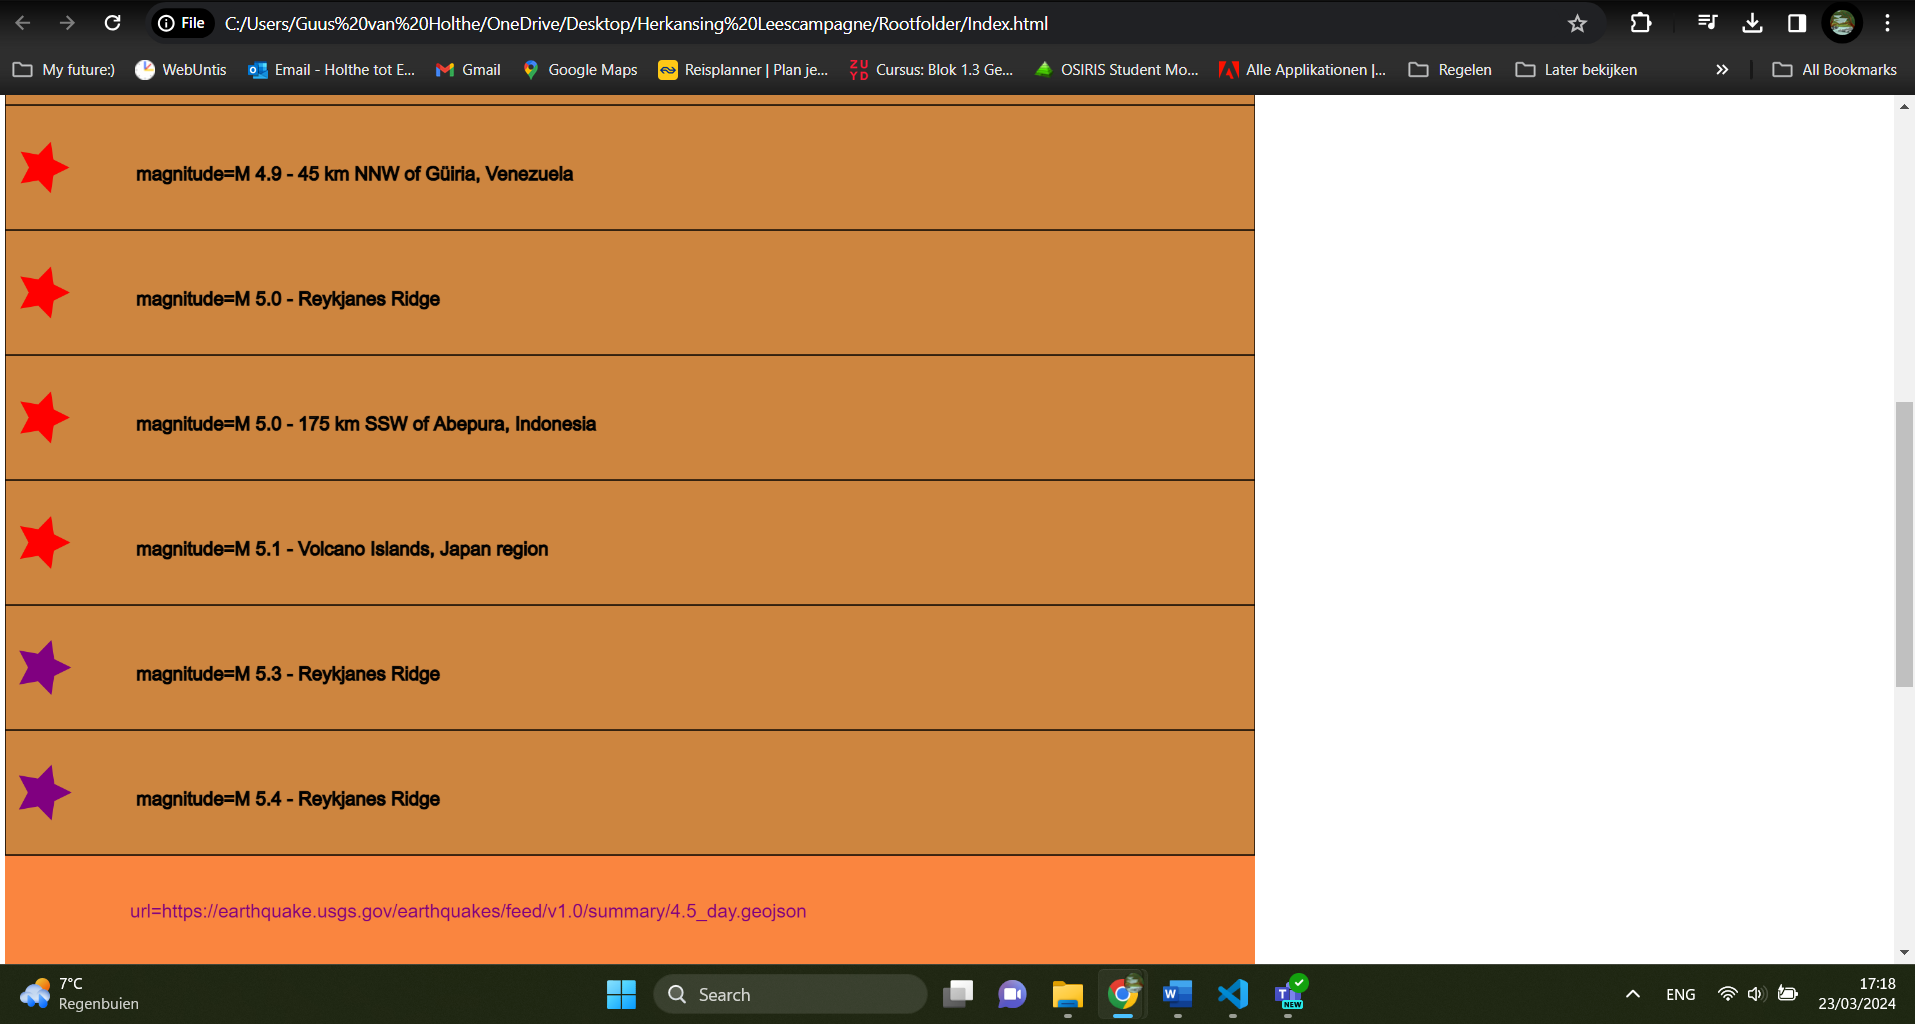 File
C:/Users/Guus%20van%20Holthe/OneDrive/Desktop/Herkansing%20Leescampagne/Rootfolder/Index.html
My future:)
WebUntis
Email - Holthe tot E...
Gmail
Google Maps
Reisplanner | Plan je...
ZU
YD
Cursus: Blok 1.3 Ge...
OSIRIS Student Mo...
Alle Applikationen |...
Regelen
Later bekijken
»
All Bookmarks
magnitude=M 4.9 - 45 km NNW of Güiria, Venezuela
magnitude=M 5.0 - Reykjanes Ridge
magnitude=M 5.0 - 175 km SSW of Abepura, Indonesia
magnitude=M 5.1 - Volcano Islands, Japan region
magnitude=M 5.3 - Reykjanes Ridge
magnitude=M 5.4 - Reykjanes Ridge
url=https://earthquake.usgs.gov/earthquakes/feed/v1.0/summary/4.5_day.geojson
7°C
Regenbuien
Search
W
T
NEW
ENG
17:18
23/03/2024